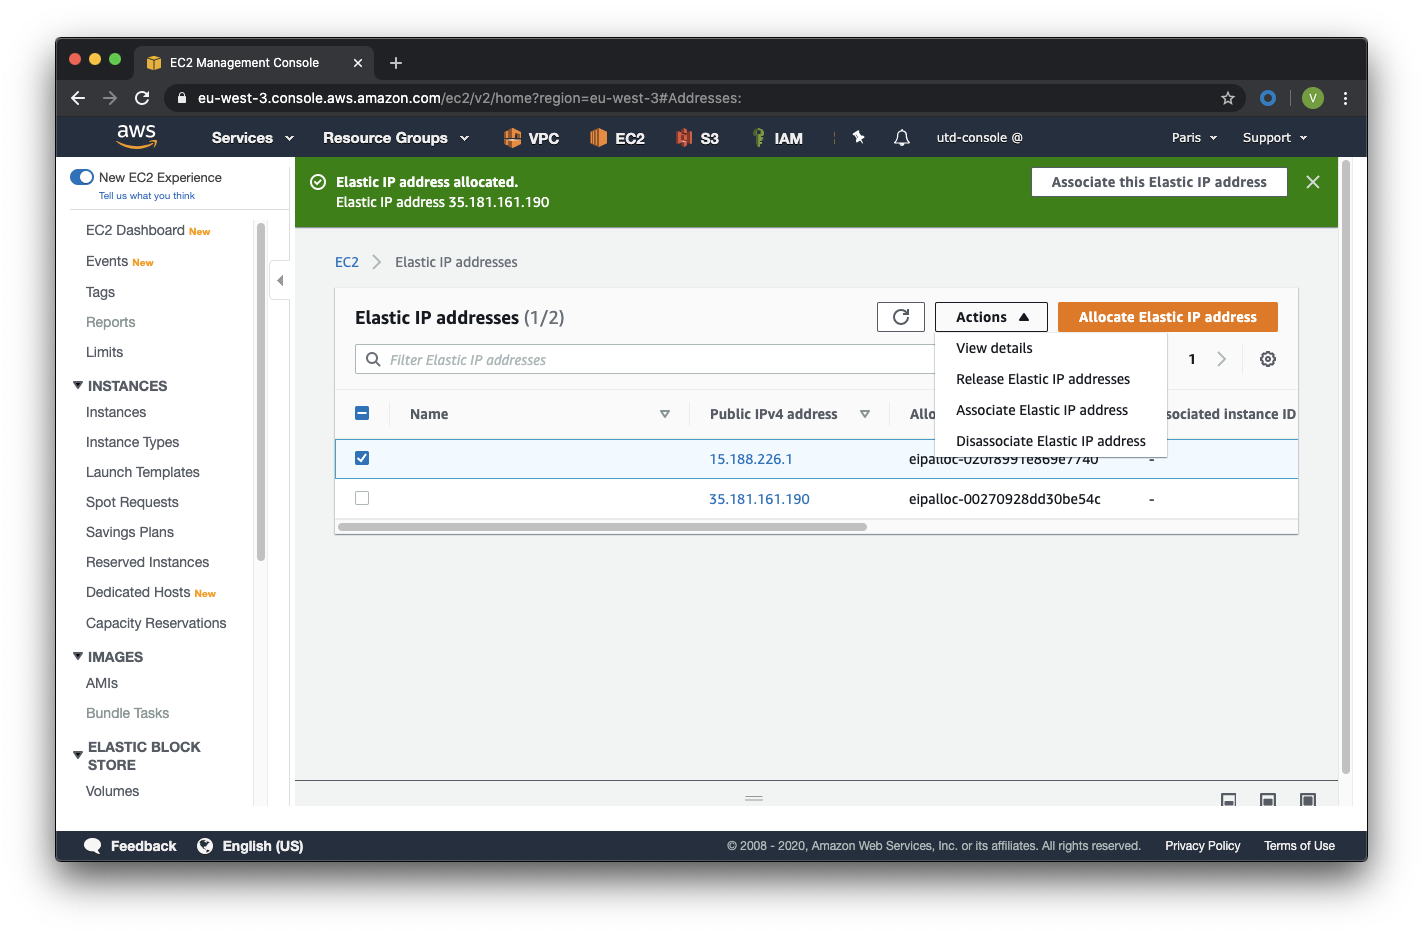 EC2 Management Console
eu-west-3.console.aws.amazon.com/ec2/v2/home?region=eu-west-3#Addresses:
V
aws
Services
Resource Groups
VPC
EC2
S3
IAM
utd-console @
Paris
Support
New EC2 Experience
Tell us what you think
EC2 Dashboard New
Events New
Tags
Reports
Limits
INSTANCES
Instances
Instance Types
Launch Templates
Spot Requests
Savings Plans
Reserved Instances
Dedicated Hosts New
Capacity Reservations
IMAGES
AMIs
Bundle Tasks
ELASTIC BLOCK
STORE
Volumes
Elastic IP address allocated.
Elastic IP address 35.181.161.190
Associate this Elastic IP address
EC2
Elastic IP addresses
Elastic IP addresses (1/2)
Actions
Allocate Elastic IP address
Filter Elastic IP addresses
1
View details
Release Elastic IP addresses
Associate Elastic IP address
Disassociate Elastic IP address
Name
Public IPv4 address
Allo
sociated instance ID
15.188.226.1
eipalloc-020f8991e869e7740
-
35.181.161.190
eipalloc-00270928dd30be54c
-
Feedback
English (US)
© 2008 - 2020, Amazon Web Services, Inc. or its affiliates. All rights reserved.
Privacy Policy
Terms of Use